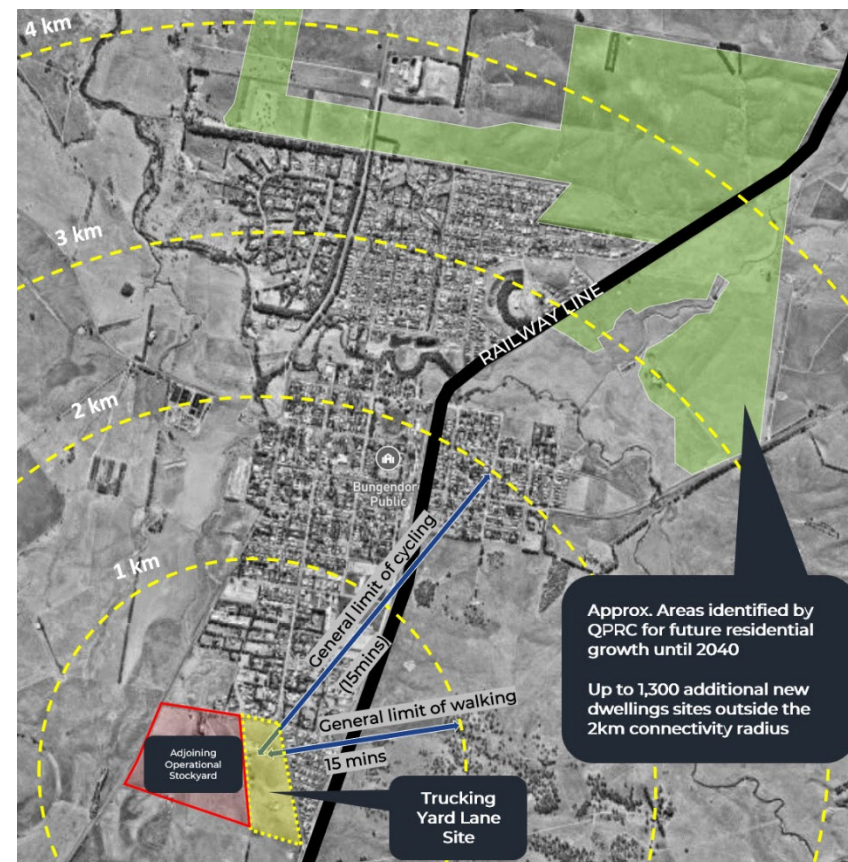 4 km
3 km
RAILWAY LINE
2 km
Bungendor
Public
1 km
General limit of cycling
(15mins)
General limit of walking
15 mins
Adjoining
Operational
Stockyard
Trucking
Yard Lane
Site
Approx. Areas identified by
QPRC for future residential
growth until 2040
Up to 1,300 additional new
dwellings sites outside the
2km connectivity radius